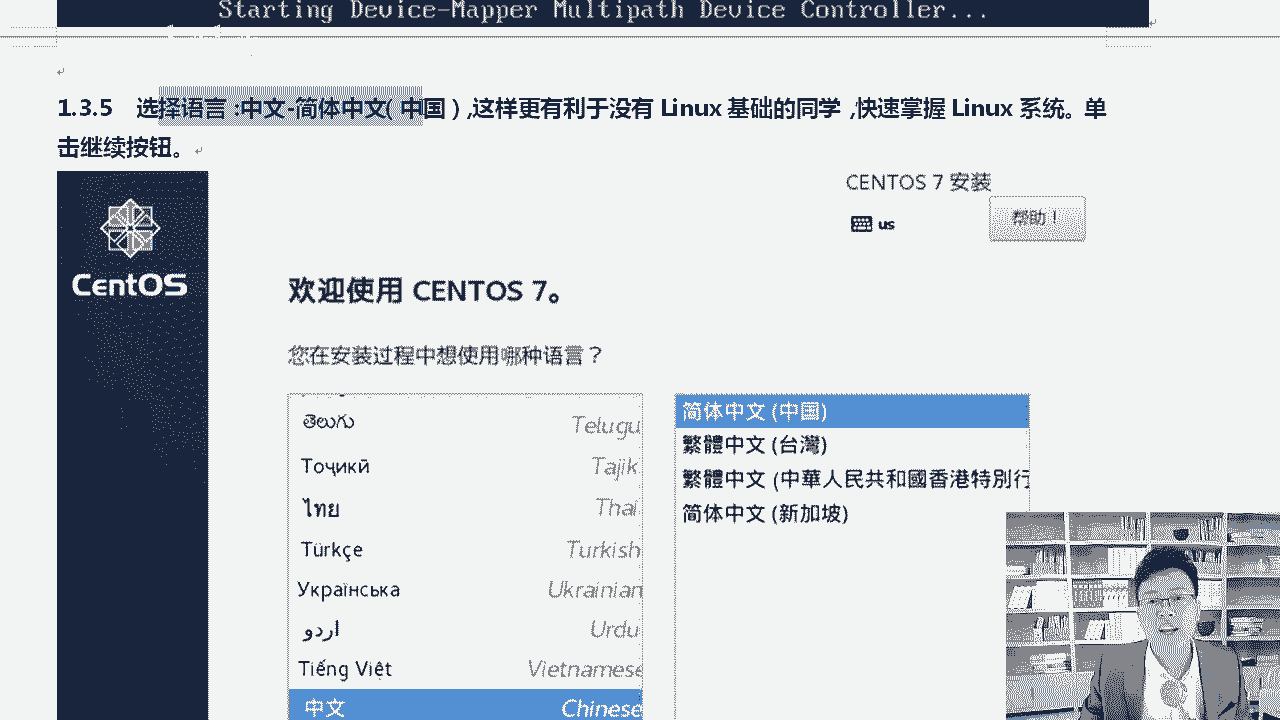 Starting Device-Mapper Multipath Device Controller...
1.3.5 选择语言 :中文-简体中文( 中国 ) ,这样更有利于没有 Linux 基础的同学 ,快速掌握 Linux 系统。单
击继续按钮。
CENTOS 7 安装
us
帮助！
CentOS
欢迎使用 CENTOS 7。
您在安装过程中想使用哪种语言？
తెలుగు Telugu
Тоҷикӣ Tajik
ไทย Thai
Türkçe Turkish
Українська Ukrainian
اردو Urdu
Tiếng Việt Vietnamese
中文 Chinese
简体中文 (中国)
繁體中文 (台灣)
繁體中文 (中華人民共和國香港特別行
简体中文 (新加坡)